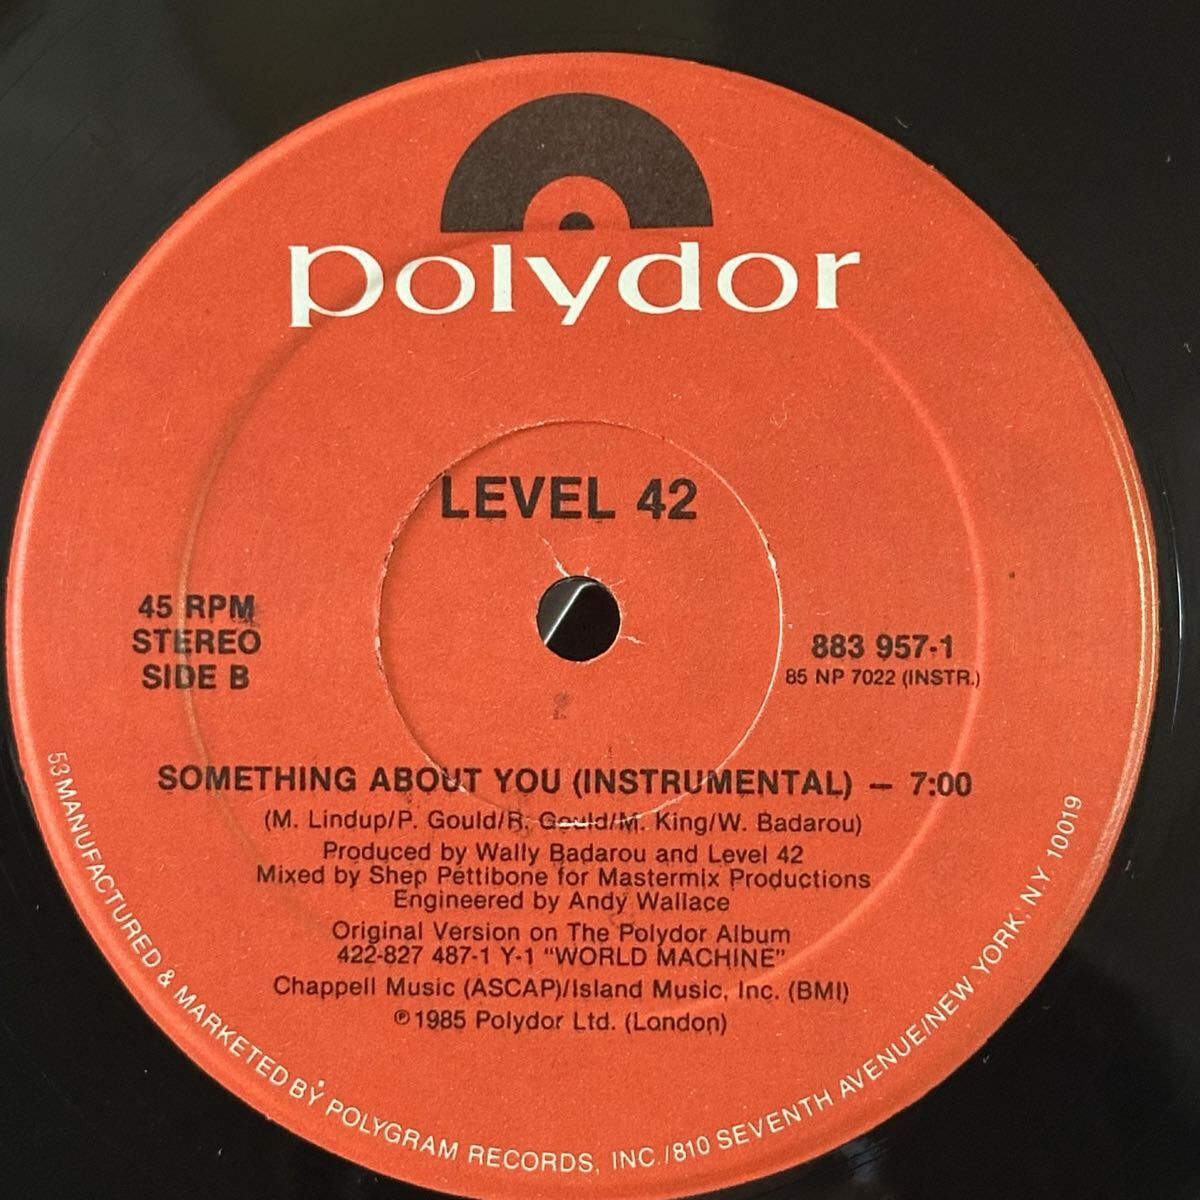 polydor
LEVEL 42
45 RPM
STEREO
SIDE B
883 957-1
85 NP 7022 (INSTR.)
2
SOMETHING ABOUT YOU (INSTRUMENTAL) — 7:00
(M. Lindup/P. Gould/R. Gould/M. King/W. Badarou)
Produced by Wally Badarou and Level 42
Mixed by Shep Pettibone for Mastermix Productions
Engineered by Andy Wallace
Original Version on The Polydor Album
422-827 487-1 Y-1 "WORLD MACHINE"
Chappell Music (ASCAP)/Island Music, Inc. (BMI)
℗1985 Polydor Ltd. (London)
53 MANUFACTURED & MARKETED BY POLYGRAM RECORDS, INC./810 SEVENTH AVENUE/NEW YORK, NY 10019